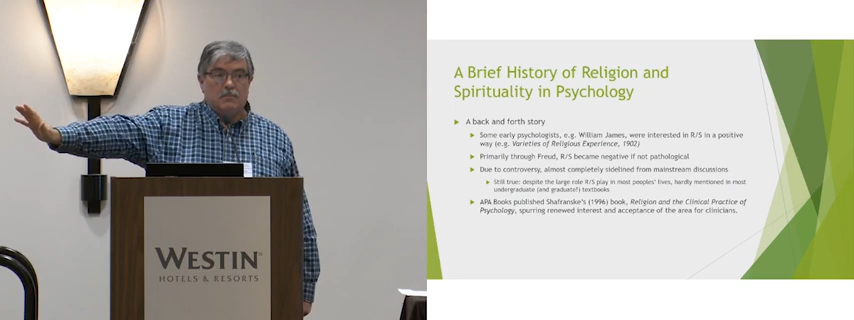 WESTIN®
HOTELS & RESORTS
A Brief History of Religion and
Spirituality in Psychology
A back and forth story
Some early psychologists, e.g. William James, were interested in R/S in a positive
way (e.g. Varieties of Religious Experience, 1902)
Primarily through Freud, R/S became negative if not pathological
Due to controversy, almost completely sidelined from mainstream discussions
Still true: despite the large role R/S play in most peoples' lives, hardly mentioned in most
undergraduate (and graduate!) textbooks
APA Books published Shafranske's (1996) book, Religion and the Clinical Practice of
Psychology, spurring renewed interest and acceptance of the area for clinicians.